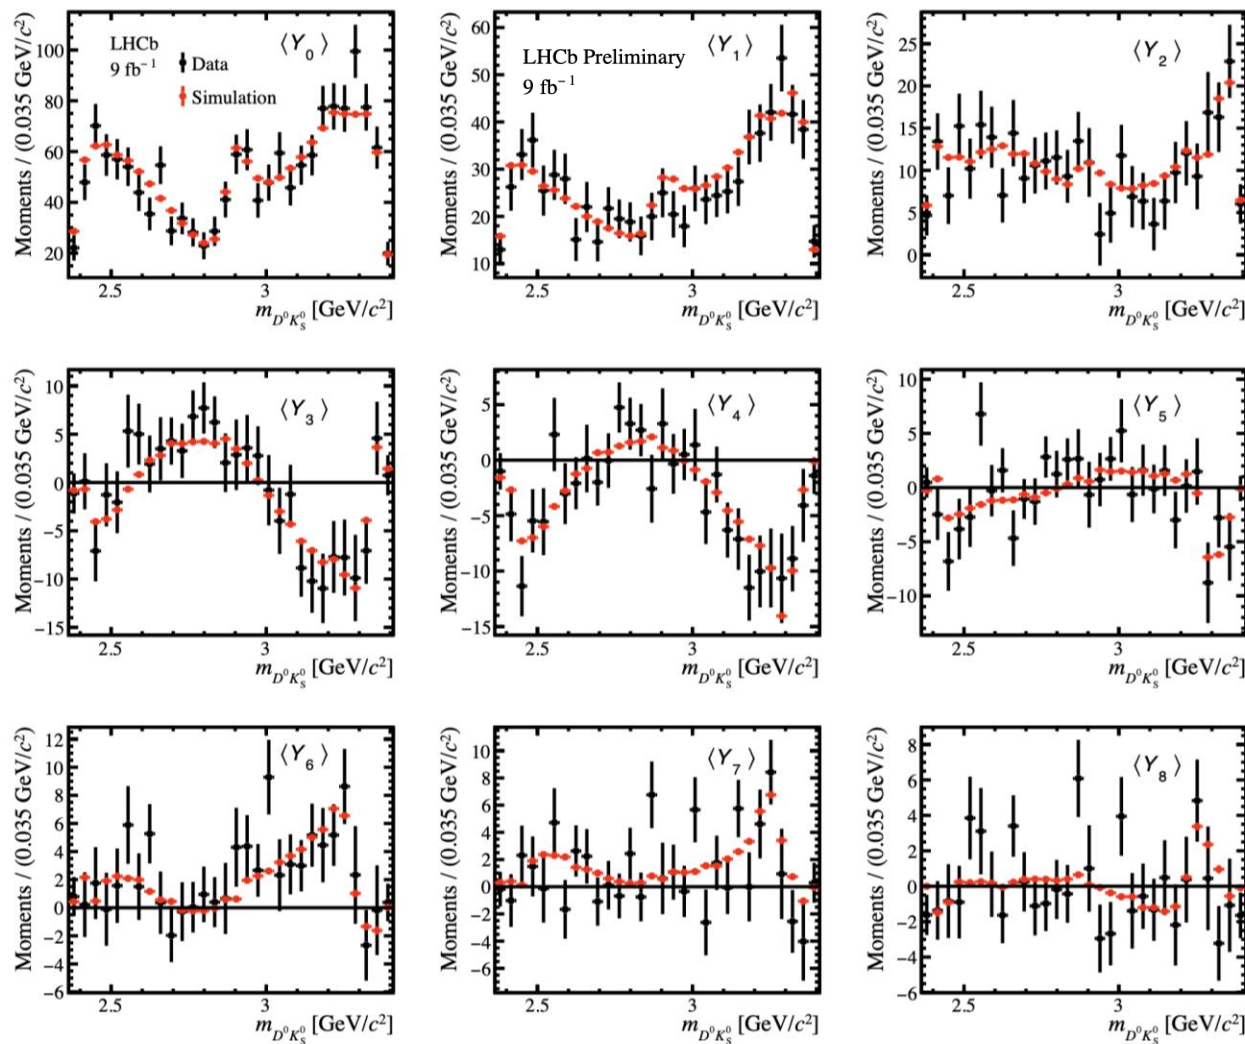 LHCb
9 fb⁻¹
Data
Simulation
⟨Y₀⟩
Moments / (0.035 GeV/c²)
100
80
60
40
20
2.5
3
m_{D⁰K_S⁰} [GeV/c²]
LHCb Preliminary
9 fb⁻¹
⟨Y₁⟩
Moments / (0.035 GeV/c²)
60
50
40
30
20
10
2.5
3
m_{D⁰K_S⁰} [GeV/c²]
⟨Y₂⟩
Moments / (0.035 GeV/c²)
25
20
15
10
5
0
2.5
3
m_{D⁰K_S⁰} [GeV/c²]
⟨Y₃⟩
Moments / (0.035 GeV/c²)
10
5
0
−5
−10
−15
2.5
3
m_{D⁰K_S⁰} [GeV/c²]
⟨Y₄⟩
Moments / (0.035 GeV/c²)
5
0
−5
−10
−15
2.5
3
m_{D⁰K_S⁰} [GeV/c²]
⟨Y₅⟩
Moments / (0.035 GeV/c²)
10
5
0
−5
−10
2.5
3
m_{D⁰K_S⁰} [GeV/c²]
⟨Y₆⟩
Moments / (0.035 GeV/c²)
12
10
8
6
4
2
0
−2
−4
−6
2.5
3
m_{D⁰K_S⁰} [GeV/c²]
⟨Y₇⟩
Moments / (0.035 GeV/c²)
10
8
6
4
2
0
−2
−4
−6
2.5
3
m_{D⁰K_S⁰} [GeV/c²]
⟨Y₈⟩
Moments / (0.035 GeV/c²)
8
6
4
2
0
−2
−4
−6
2.5
3
m_{D⁰K_S⁰} [GeV/c²]